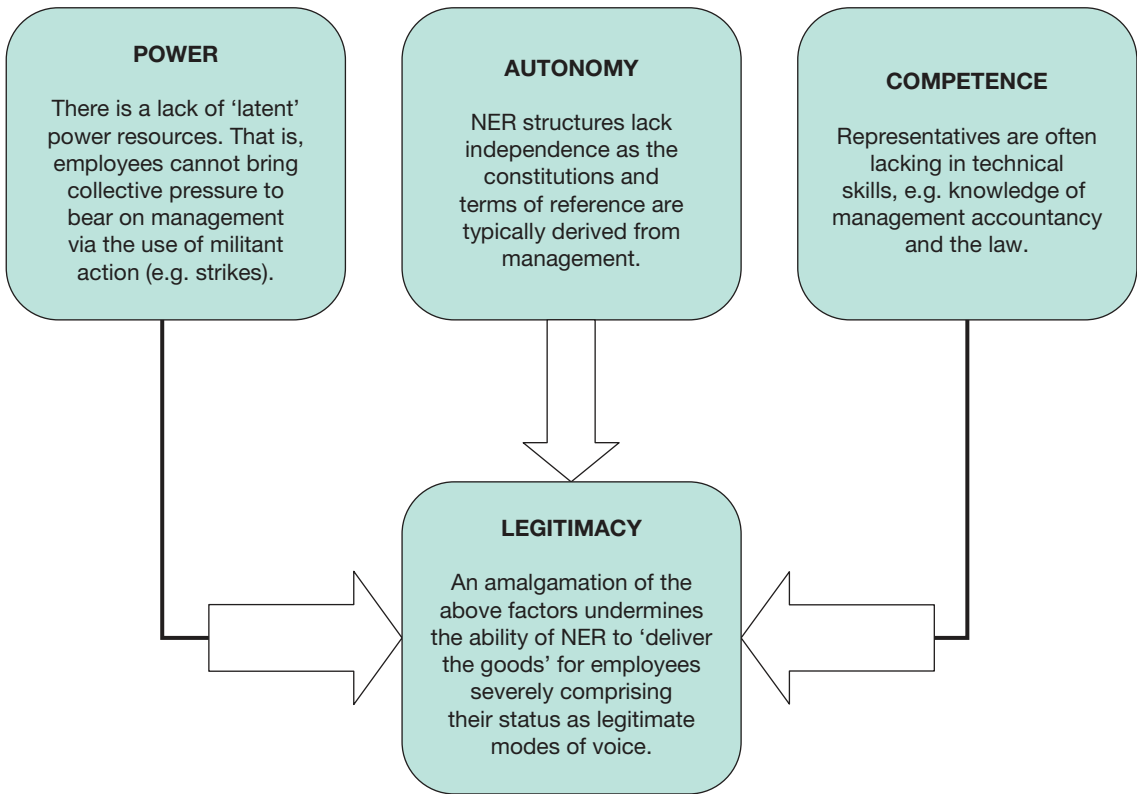 POWER
There is a lack of ‘latent’
power resources. That is,
employees cannot bring
collective pressure to
bear on management
via the use of militant
action (e.g. strikes).
AUTONOMY
NER structures lack
independence as the
constitutions and
terms of reference are
typically derived from
management.
COMPETENCE
Representatives are often
lacking in technical
skills, e.g. knowledge of
management accountancy
and the law.
LEGITIMACY
An amalgamation of the
above factors undermines
the ability of NER to ‘deliver
the goods’ for employees
severely comprising
their status as legitimate
modes of voice.